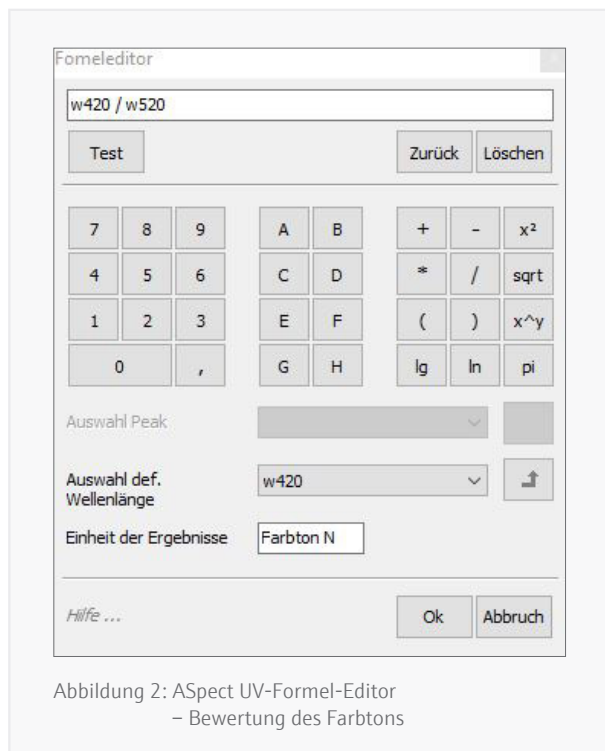 Fomeleditor
w420 / w520
Test Zurück Löschen
7 8 9 A B + - x²
4 5 6 C D * / sqrt
1 2 3 E F ( ) x^y
0 , G H lg ln pi
Auswahl Peak
Auswahl def. Wellenlänge w420
Einheit der Ergebnisse Farbton N
Hilfe ... Ok Abbruch
Abbildung 2: ASpect UV-Formel-Editor
– Bewertung des Farbtons